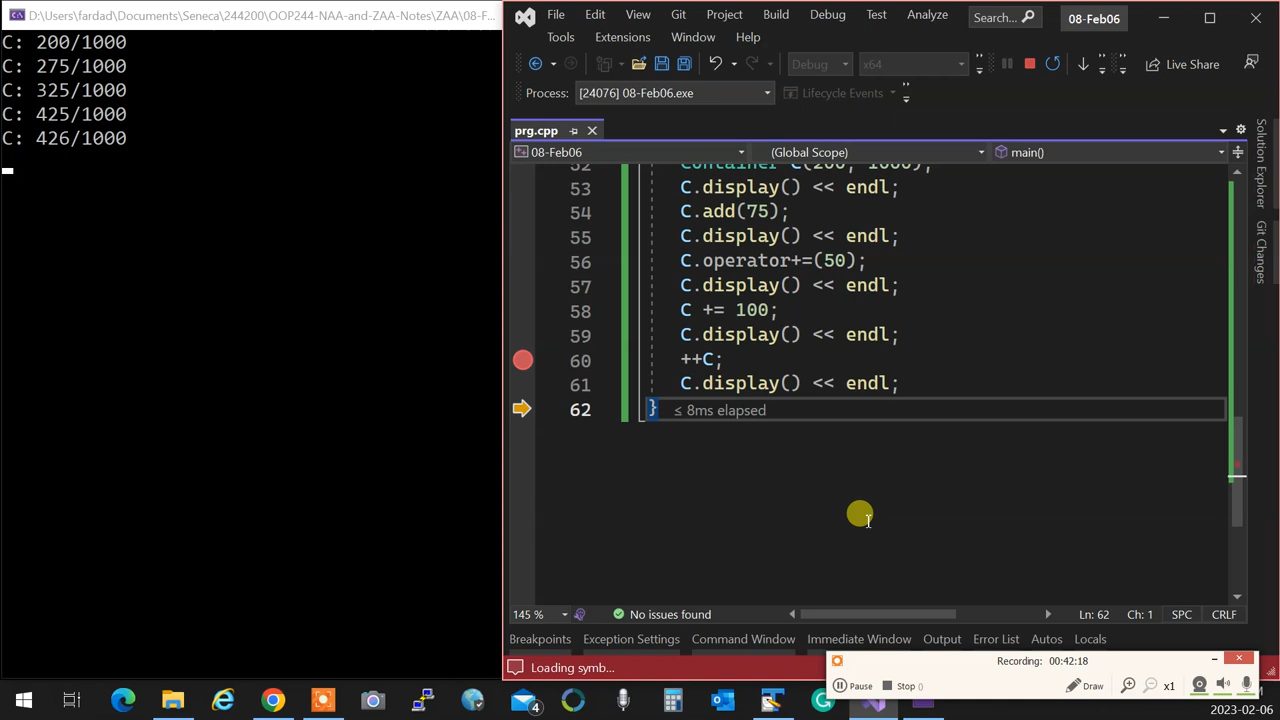 D:\Users\fardad\Documents\Seneca\244200\OOP244-NAA-and-ZAA-Notes\ZAA\08-F...
C: 200/1000
C: 275/1000
C: 325/1000
C: 425/1000
C: 426/1000
File Edit View Git Project Build Debug Test Analyze
Tools Extensions Window Help
Search...
08-Feb06
Debug x64
Live Share
Process: [24076] 08-Feb06.exe
Lifecycle Events
prg.cpp
08-Feb06 (Global Scope) main()
52 Container C(200, 1000);
53 C.display() << endl;
54 C.add(75);
55 C.display() << endl;
56 C.operator+=(50);
57 C.display() << endl;
58 C += 100;
59 C.display() << endl;
60 ++C;
61 C.display() << endl;
62 } ≤ 8ms elapsed
Solution Explorer
Git Changes
145 % No issues found Ln: 62 Ch: 1 SPC CRLF
Breakpoints Exception Settings Command Window Immediate Window Output Error List Autos Locals
Loading symb...
Recording: 00:42:18
Pause Stop () Draw x1
4
2023-02-06